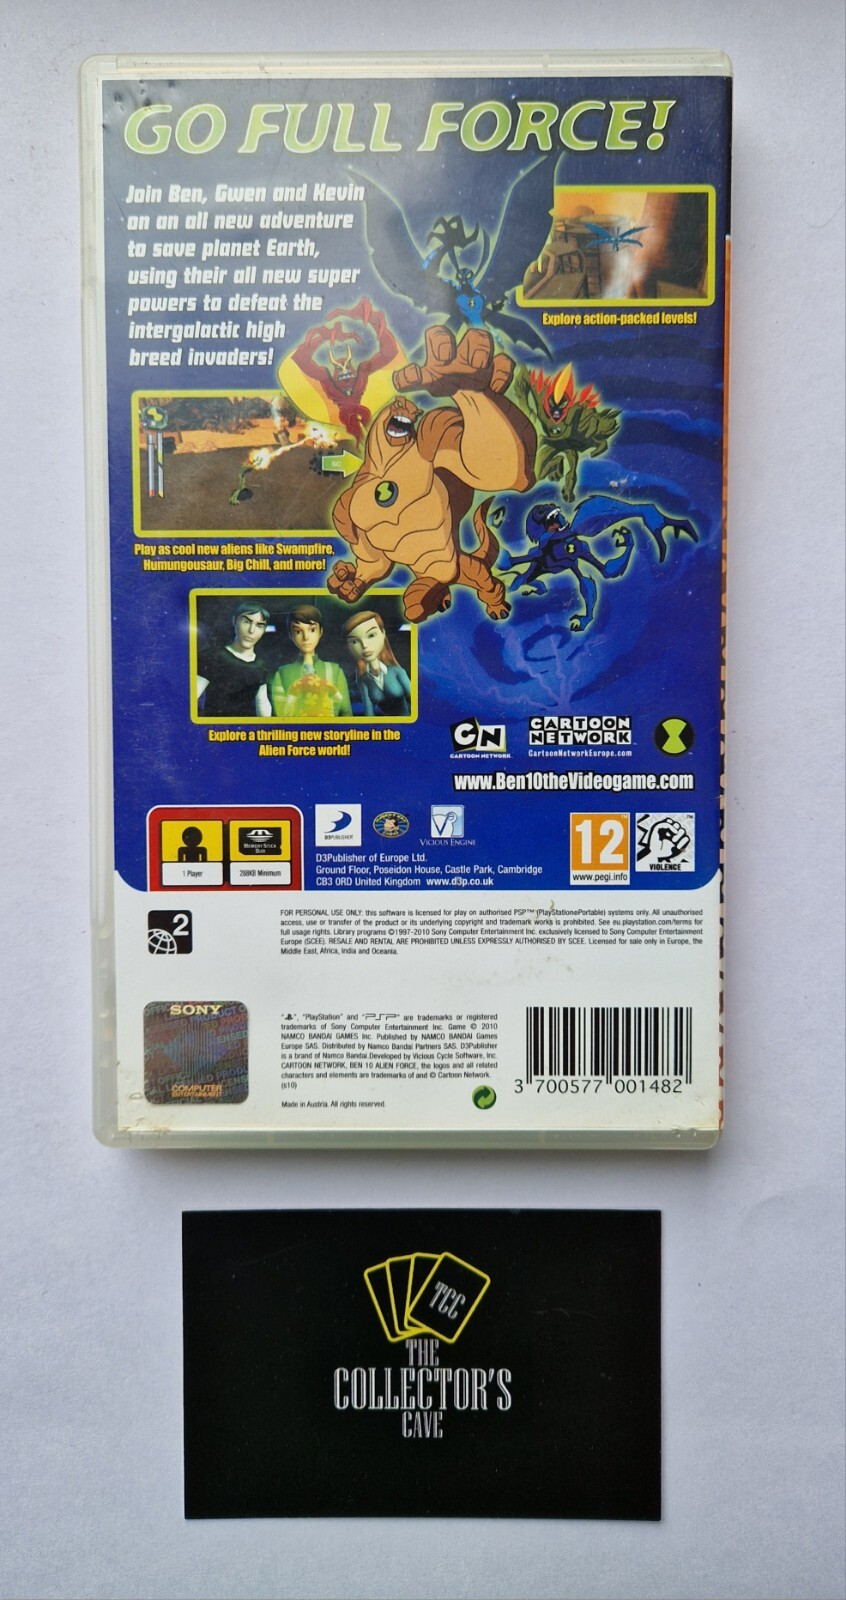 GO FULL FORCE!
Join Ben, Gwen and Kevin
on an all new adventure
to save planet Earth,
using their all new super
powers to defeat the
intergalactic high
breed invaders!
Explore action-packed levels!
Play as cool new aliens like Swampfire,
Humungousaur, Big Chill, and more!
Explore a thrilling new storyline in the
Alien Force world!
CN
CARTOON NETWORK
CARTOON
NETWORK
CartoonNetworkEurope.com
www.Ben10theVideogame.com
1 Player
MEMORY STICK
DUO
288KB Minimum
D3PUBLISHER
VICIOUS ENGINE
D3Publisher of Europe Ltd.
Ground Floor, Poseidon House, Castle Park, Cambridge
CB3 0RD United Kingdom www.d3p.co.uk
12
www.pegi.info
VIOLENCE
2
FOR PERSONAL USE ONLY: this software is licensed for play on authorised PSP™ (PlayStation®Portable) systems only. All unauthorised
access, use or transfer of the product or its underlying copyright and trademark works is prohibited. See eu.playstation.com/terms for
full usage rights. Library programs ©1997-2010 Sony Computer Entertainment Inc. exclusively licensed to Sony Computer Entertainment
Europe (SCEE). RESALE AND RENTAL ARE PROHIBITED UNLESS EXPRESSLY AUTHORISED BY SCEE. Licensed for sale only in Europe, the
Middle East, Africa, India and Oceania.
SONY
COMPUTER
ENTERTAINMENT
"", "PlayStation" and "PSP" are trademarks or registered
trademarks of Sony Computer Entertainment Inc. Game © 2010
NAMCO BANDAI GAMES Inc. Published by NAMCO BANDAI Games
Europe SAS. Distributed by Namco Bandai Partners SAS. D3Publisher
is a brand of Namco Bandai.Developed by Vicious Cycle Software, Inc.
CARTOON NETWORK, BEN 10 ALIEN FORCE, the logos and all related
characters and elements are trademarks of and © Cartoon Network.
(s10)
Made in Austria. All rights reserved.
3 700577 001482
TCC
THE
COLLECTOR'S
CAVE